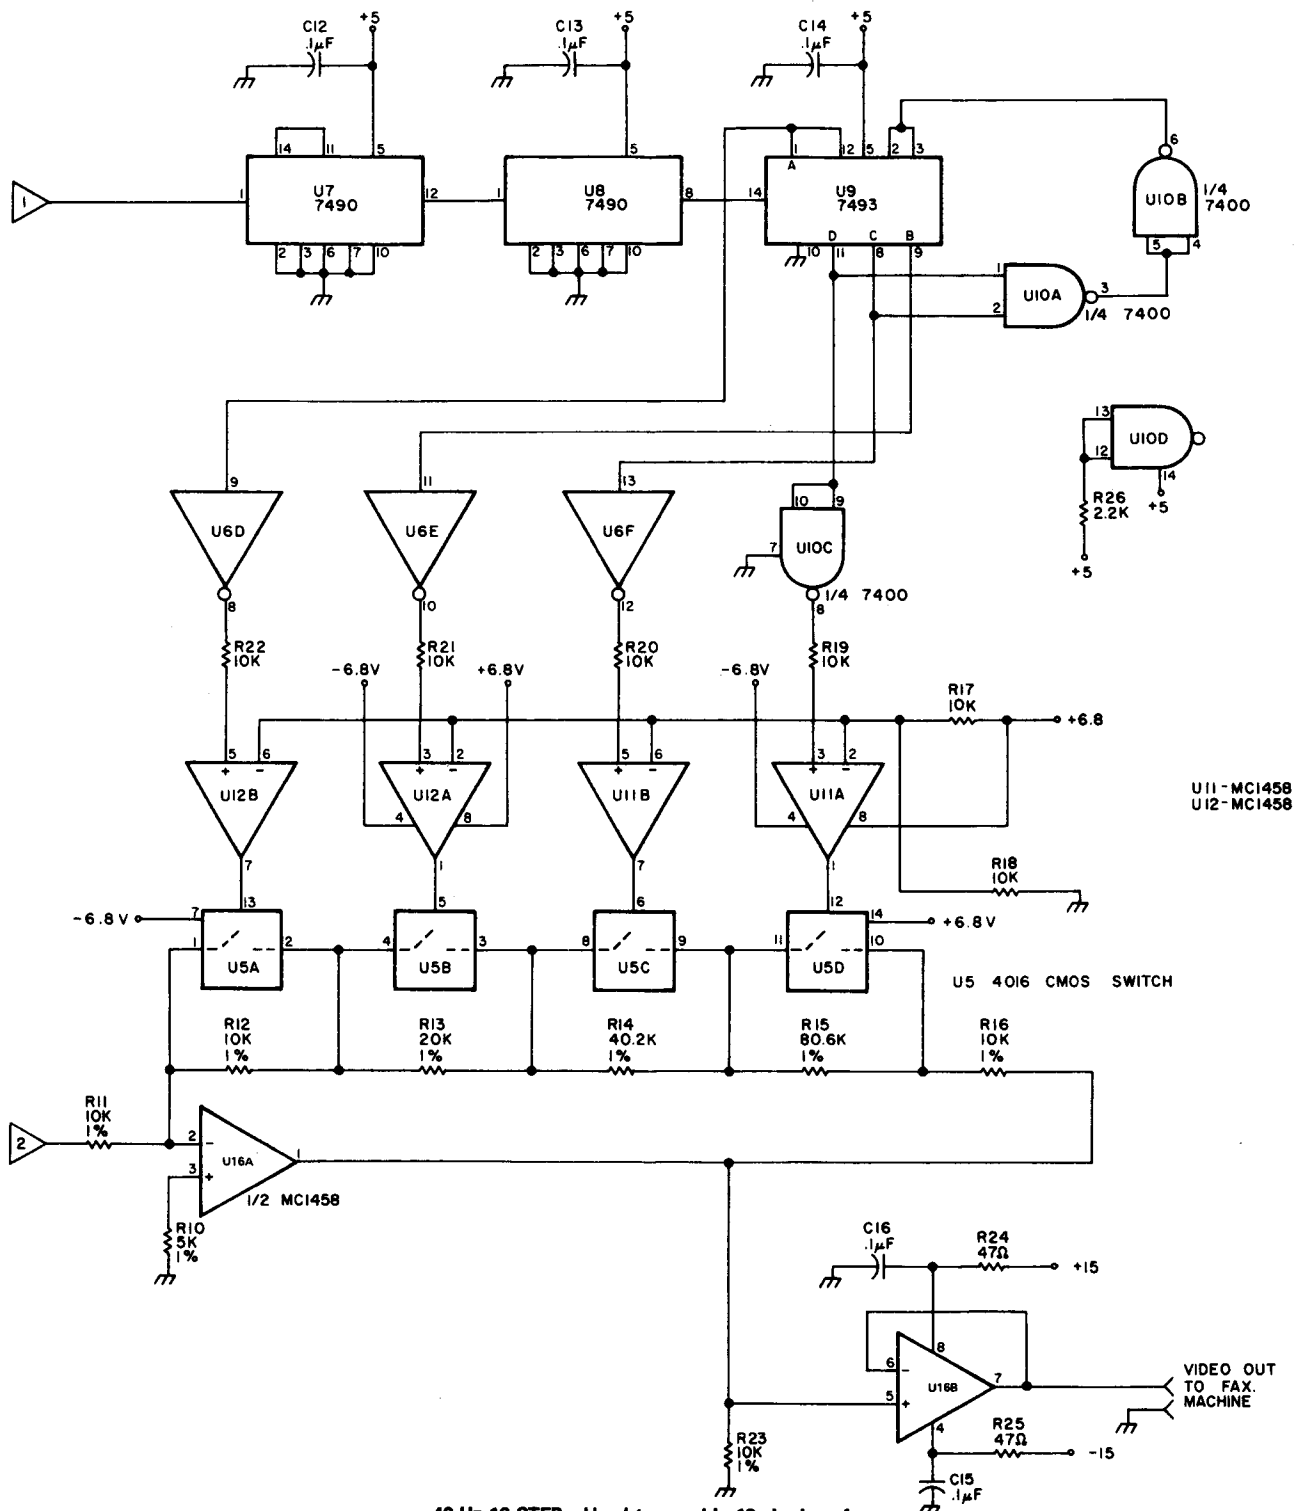 C12
.1µF
+5
C13
.1µF
+5
C14
.1µF
+5
14
11
5
5
1
12
5
2
3
6
A
1
1
U7
7490
12
1
U8
7490
8
14
U9
7493
U10B
1/4
7400
5
4
D
C
B
2
3
6
7
10
2
3
6
7
10
10
11
8
9
1
2
U10A
3
1/4 7400
13
12
U10D
14
+5
R26
2.2K
+5
9
11
13
10
9
U6D
U6E
U6F
7
U10C
8
10
12
1/4 7400
8
R22
10K
R21
10K
R20
10K
R19
10K
-6.8V
+6.8V
-6.8V
R17
10K
+6.8
5
6
3
2
5
6
3
2
+
-
+
-
+
-
+
-
U12B
U12A
U11B
U11A
4
8
4
8
U11-MC1458
U12-MC1458
7
1
7
1
R18
10K
-6.8V
7
13
5
6
12
14
+6.8V
1
2
4
3
8
9
11
10
U5A
U5B
U5C
U5D
U5 4016 CMOS SWITCH
R12
10K
1%
R13
20K
1%
R14
40.2K
1%
R15
80.6K
1%
R16
10K
1%
2
R11
10K
1%
2
-
3
+
U16A
1
1/2 MC1458
R10
5K
1%
C16
.1µF
R24
47Ω
+15
8
6
-
5
+
U16B
7
4
VIDEO OUT
TO FAX.
MACHINE
R23
10K
1%
R25
47Ω
-15
C15
.1µF